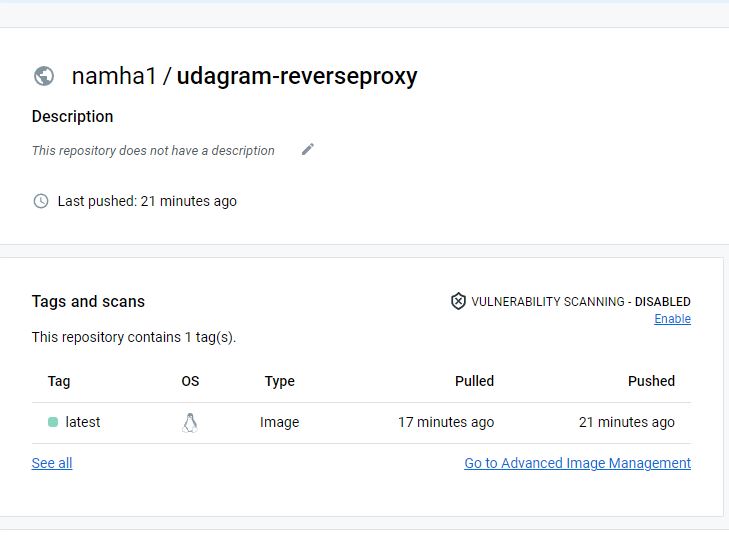 namha1 / udagram-reverseproxy
Description
This repository does not have a description
Last pushed: 21 minutes ago
Tags and scans
VULNERABILITY SCANNING - DISABLED
Enable
This repository contains 1 tag(s).
Tag OS Type Pulled Pushed
latest Image 17 minutes ago 21 minutes ago
See all Go to Advanced Image Management